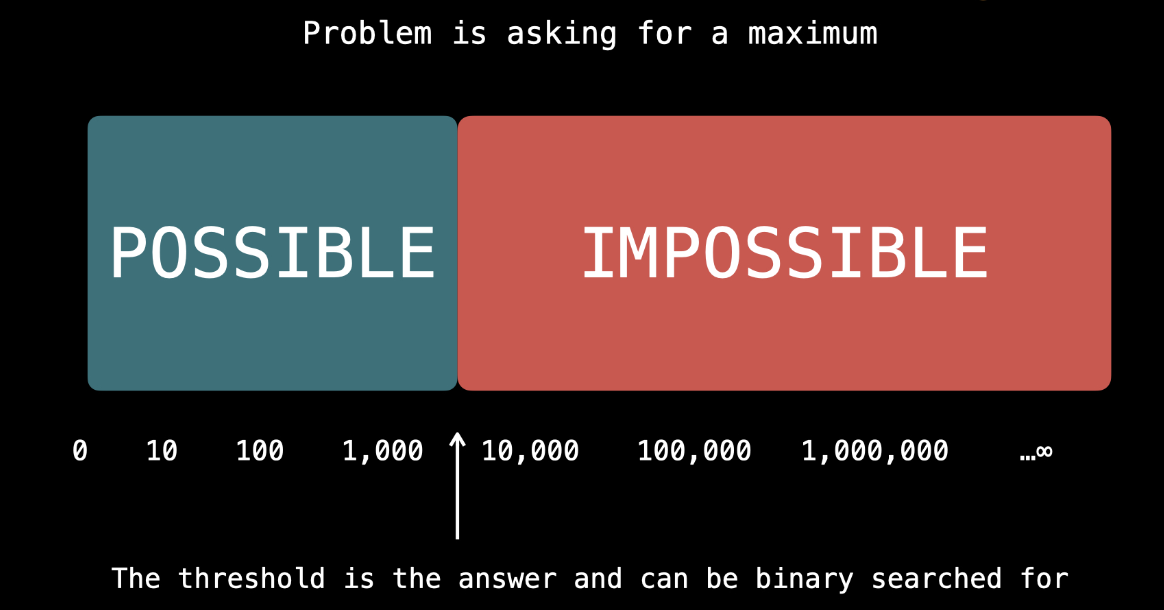 Problem is asking for a maximum
POSSIBLE IMPOSSIBLE
0 10 100 1,000 10,000 100,000 1,000,000 …∞
The threshold is the answer and can be binary searched for